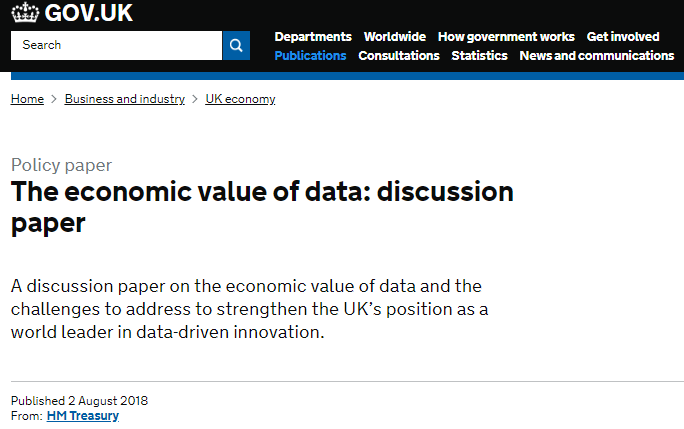 GOV.UK
Search
Departments Worldwide How government works Get involved
Publications Consultations Statistics News and communications
Home > Business and industry > UK economy
Policy paper
The economic value of data: discussion
paper
A discussion paper on the economic value of data and the
challenges to address to strengthen the UK’s position as a
world leader in data-driven innovation.
Published 2 August 2018
From: HM Treasury